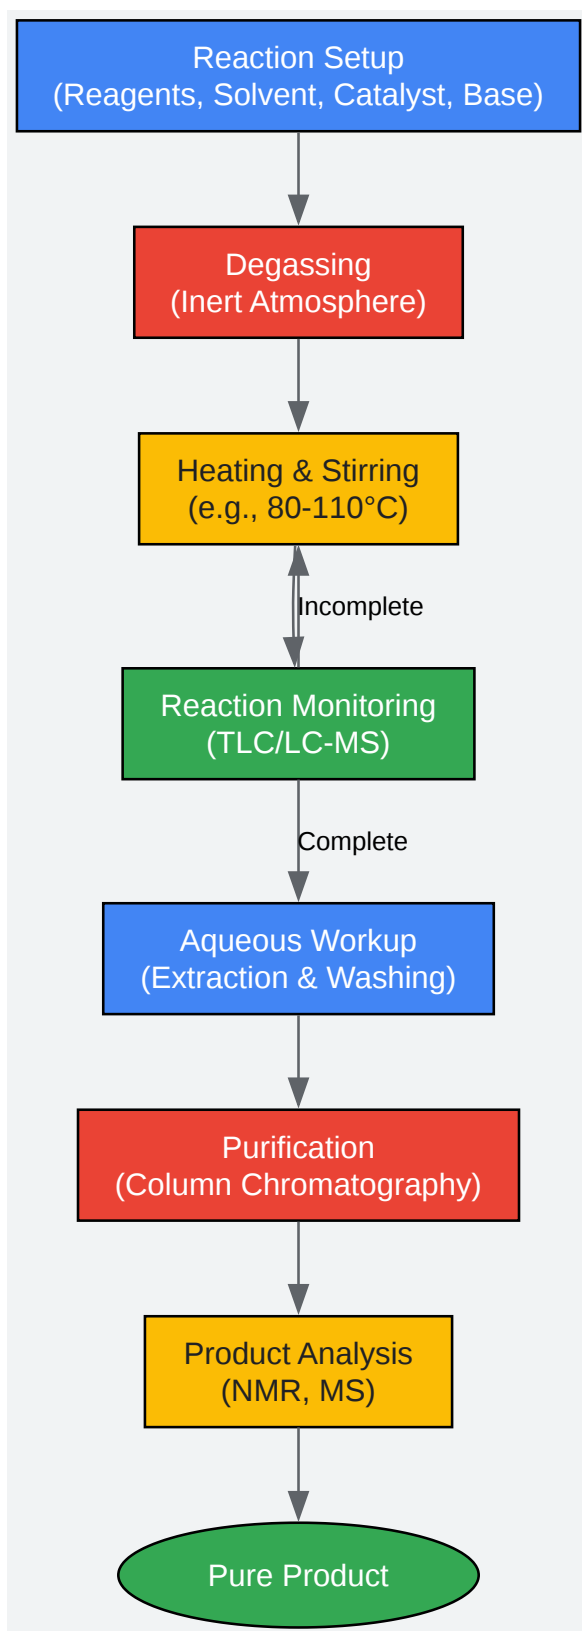 Reaction Setup
(Reagents, Solvent, Catalyst, Base)
Degassing
(Inert Atmosphere)
Heating & Stirring
(e.g., 80-110°C)
Incomplete
Reaction Monitoring
(TLC/LC-MS)
Complete
Aqueous Workup
(Extraction & Washing)
Purification
(Column Chromatography)
Product Analysis
(NMR, MS)
Pure Product